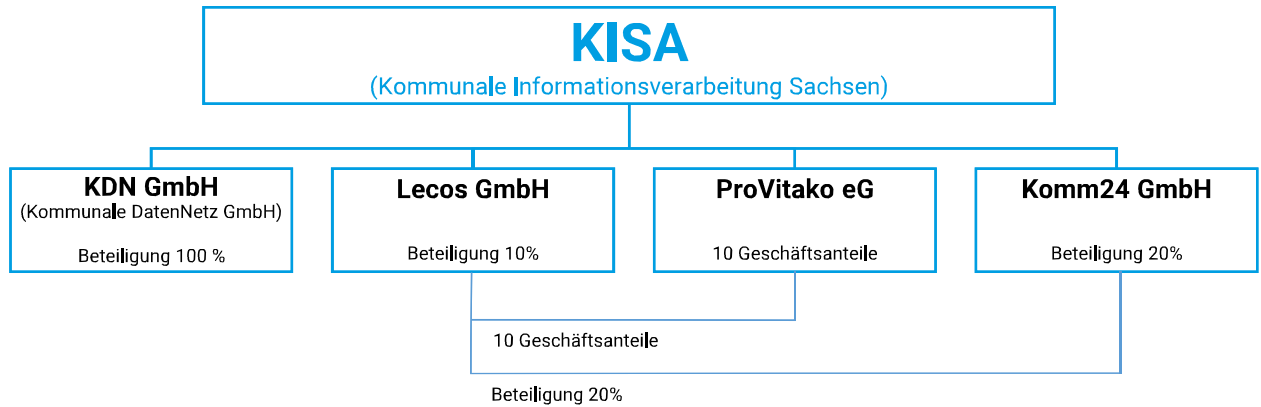 KISA
(Kommunale Informationsverarbeitung Sachsen)
KDN GmbH
(Kommunale DatenNetz GmbH)
Beteiligung 100 %
Lecos GmbH
Beteiligung 10%
ProVitako eG
10 Geschäftsanteile
Komm24 GmbH
Beteiligung 20%
10 Geschäftsanteile
Beteiligung 20%